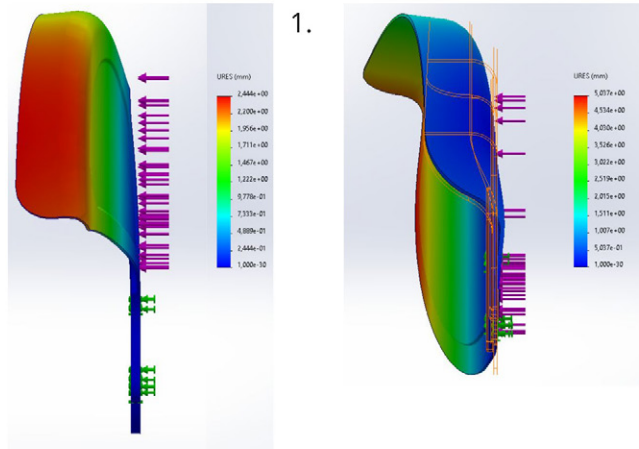 1.
URES (mm)
2,444e+00
2,200e+00
1,956e+00
1,711e+00
1,467e+00
1,222e+00
9,778e-01
7,333e-01
4,889e-01
2,444e-01
1,000e-30
URES (mm)
5,037e+00
4,533e+00
4,030e+00
3,526e+00
3,022e+00
2,519e+00
2,015e+00
1,511e+00
1,007e+00
5,037e-01
1,000e-30